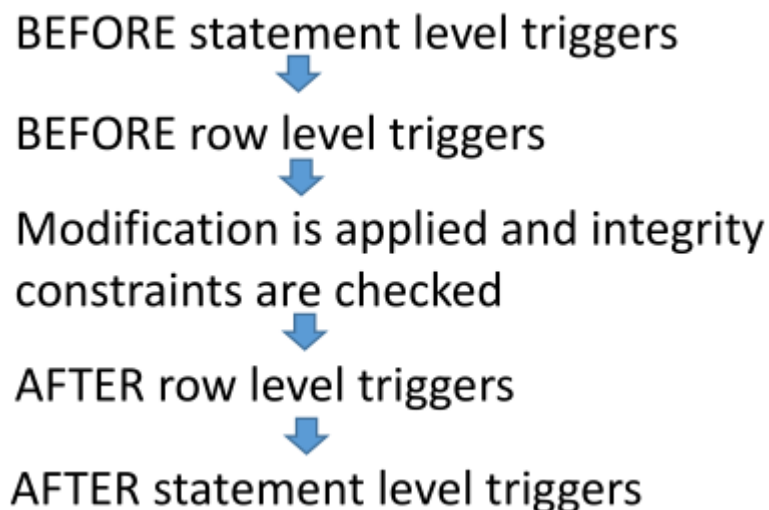 BEFORE statement level triggers
BEFORE row level triggers
Modification is applied and integrity
constraints are checked
AFTER row level triggers
AFTER statement level triggers